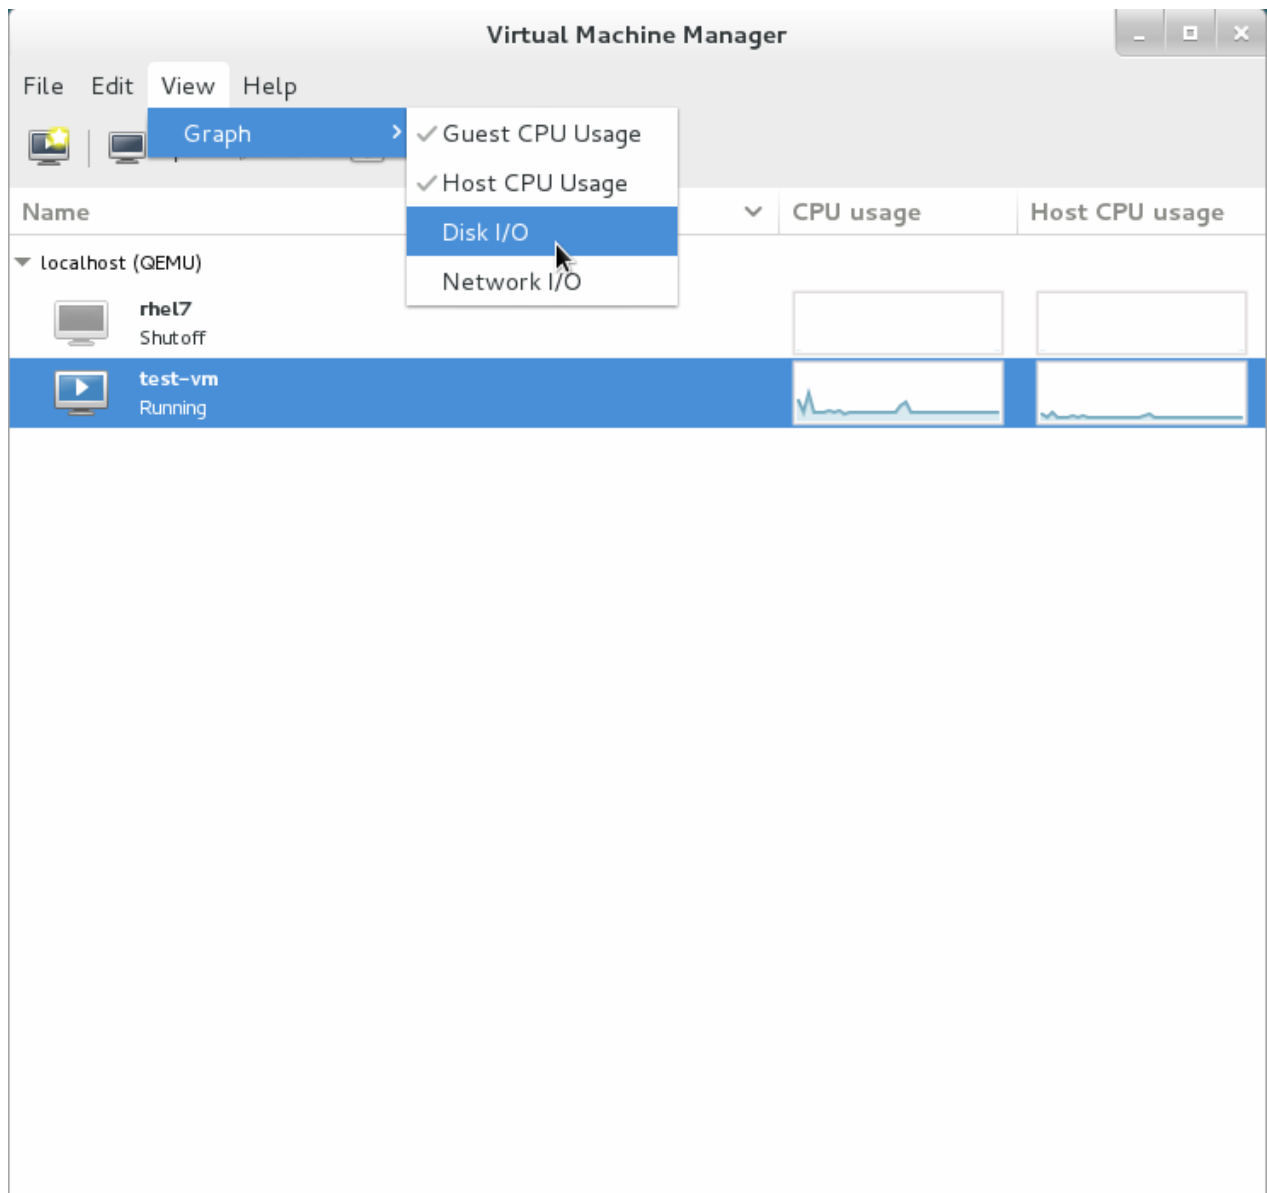 Virtual Machine Manager
File Edit View Help
Graph
Guest CPU Usage
Host CPU Usage
Disk I/O
Network I/O
Name CPU usage Host CPU usage
localhost (QEMU)
rhel7
Shutoff
test-vm
Running